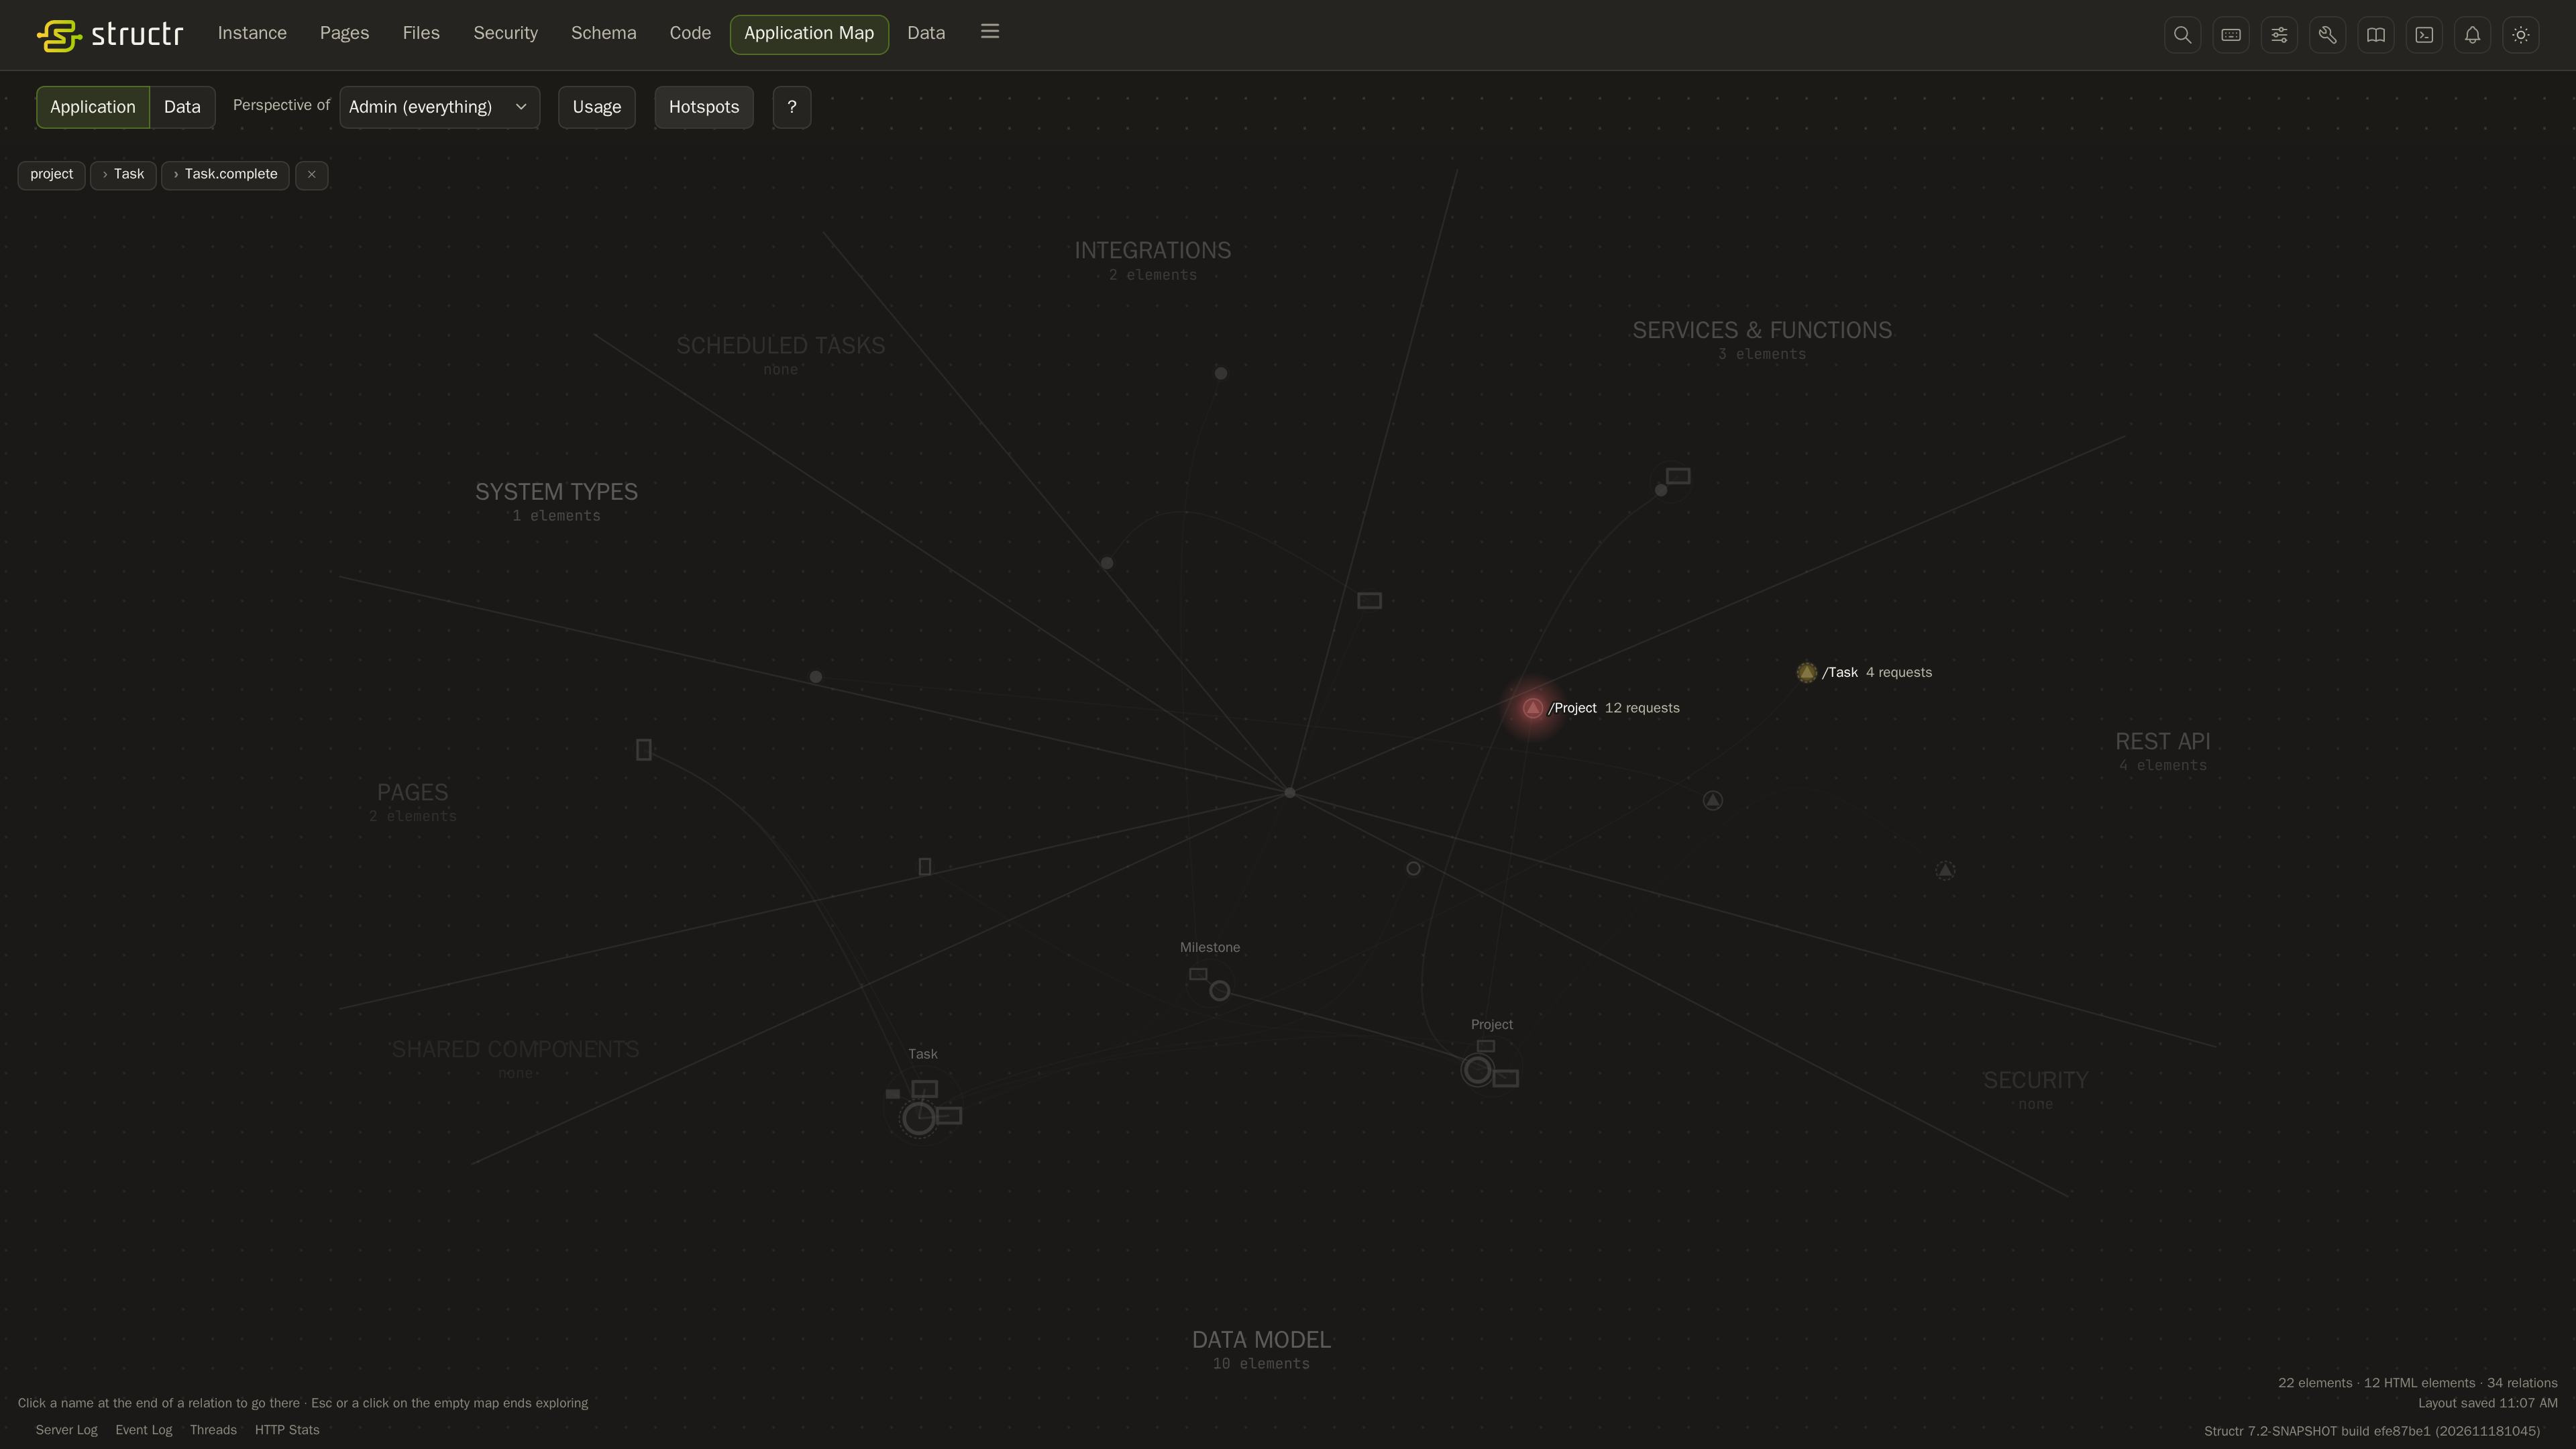 structr Instance Pages Files Security Schema Code Application Map Data
Application Data Perspective of Admin (everything) Usage Hotspots ?
project › Task › Task.complete ×
INTEGRATIONS
2 elements
SERVICES & FUNCTIONS
3 elements
SCHEDULED TASKS
none
SYSTEM TYPES
1 elements
/Task 4 requests
/Project 12 requests
REST API
4 elements
PAGES
2 elements
Milestone
Project
SHARED COMPONENTS
none
Task
SECURITY
none
DATA MODEL
10 elements
22 elements · 12 HTML elements · 34 relations
Click a name at the end of a relation to go there · Esc or a click on the empty map ends exploring
Layout saved 11:07 AM
Server Log Event Log Threads HTTP Stats
Structr 7.2-SNAPSHOT build efe87be1 (202611181045)